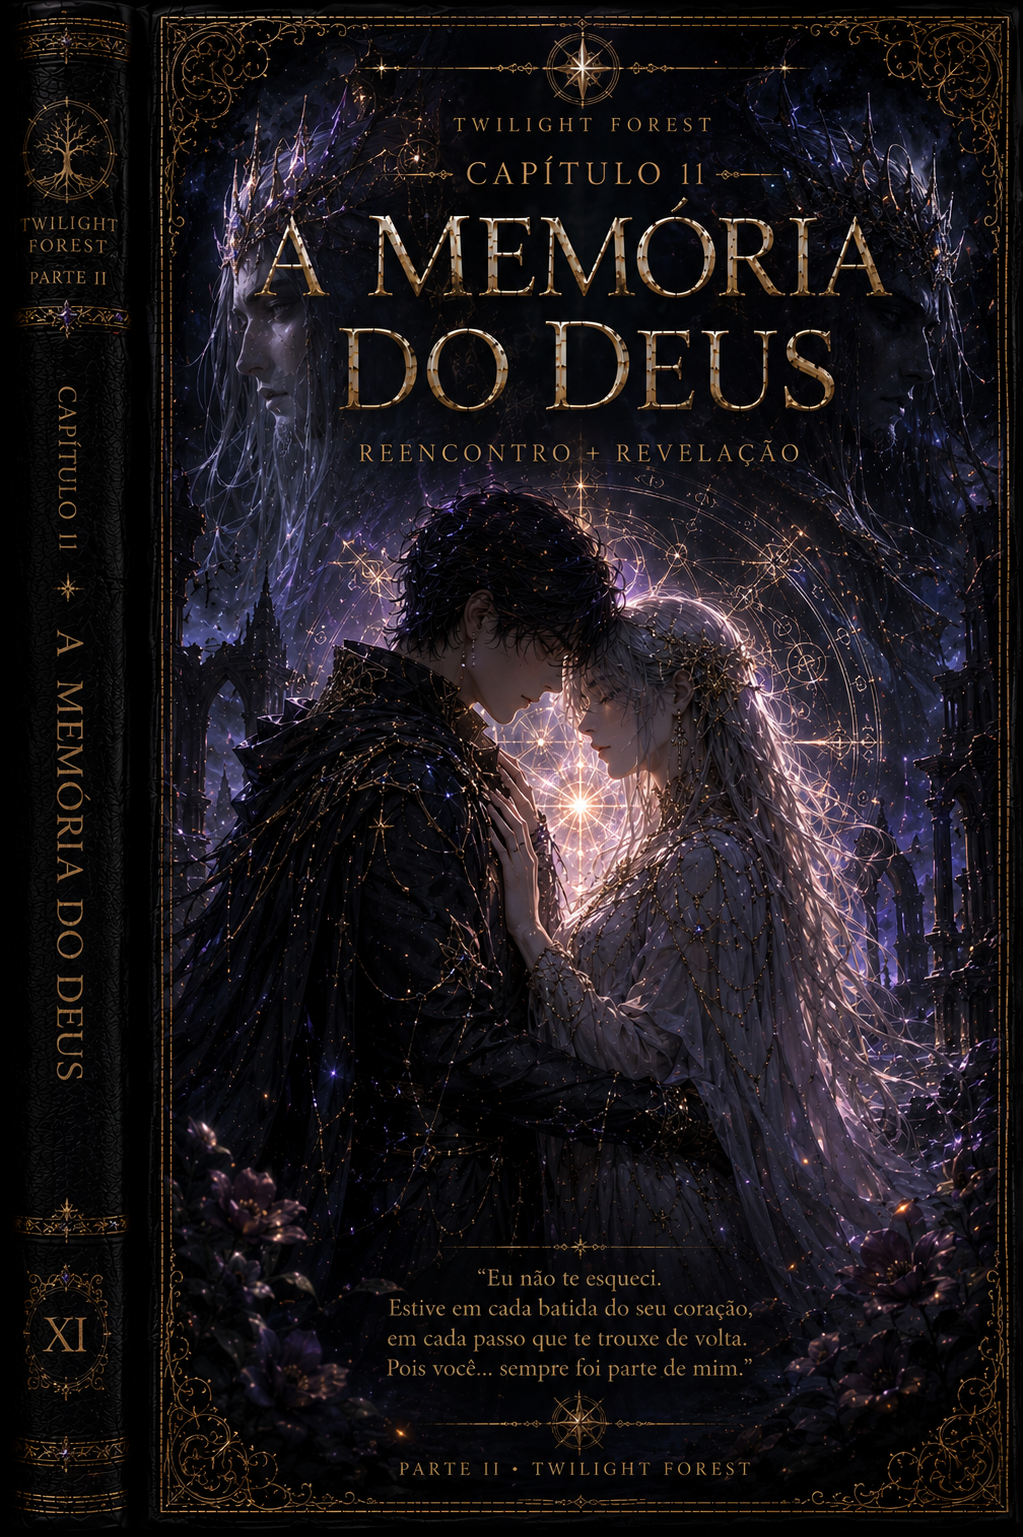 TWILIGHT
FOREST
PARTE II
CAPÍTULO 11
A MEMÓRIA DO DEUS
XI
TWILIGHT FOREST
CAPÍTULO 11
A MEMÓRIA
DO DEUS
REENCONTRO + REVELAÇÃO
“Eu não te esqueci.
Estive em cada batida do seu coração,
em cada passo que te trouxe de volta.
Pois você... sempre foi parte de mim.”
PARTE II • TWILIGHT FOREST